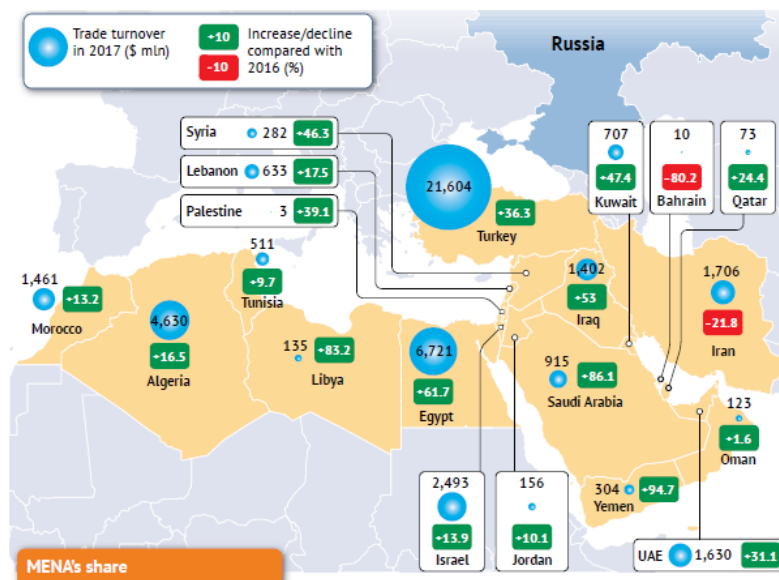 Trade turnover
in 2017 ($ mln)
+10
-10
Increase/decline
compared with
2016 (%)
Russia
Syria 282 +46.3
Lebanon 633 +17.5
Palestine 3 +39.1
21,604
+36.3
Turkey
707
+47.4
Kuwait
10
-80.2
Bahrain
73
+24.4
Qatar
511
+9.7
Tunisia
1,461
+13.2
Morocco
4,630
+16.5
Algeria
135 +83.2
Libya
6,721
+61.7
Egypt
1,402
+53
Iraq
1,706
-21.8
Iran
915
+86.1
Saudi Arabia
123
+1.6
Oman
304 +94.7
Yemen
2,493
+13.9
Israel
156
+10.1
Jordan
UAE 1,630 +31.1
MENA's share